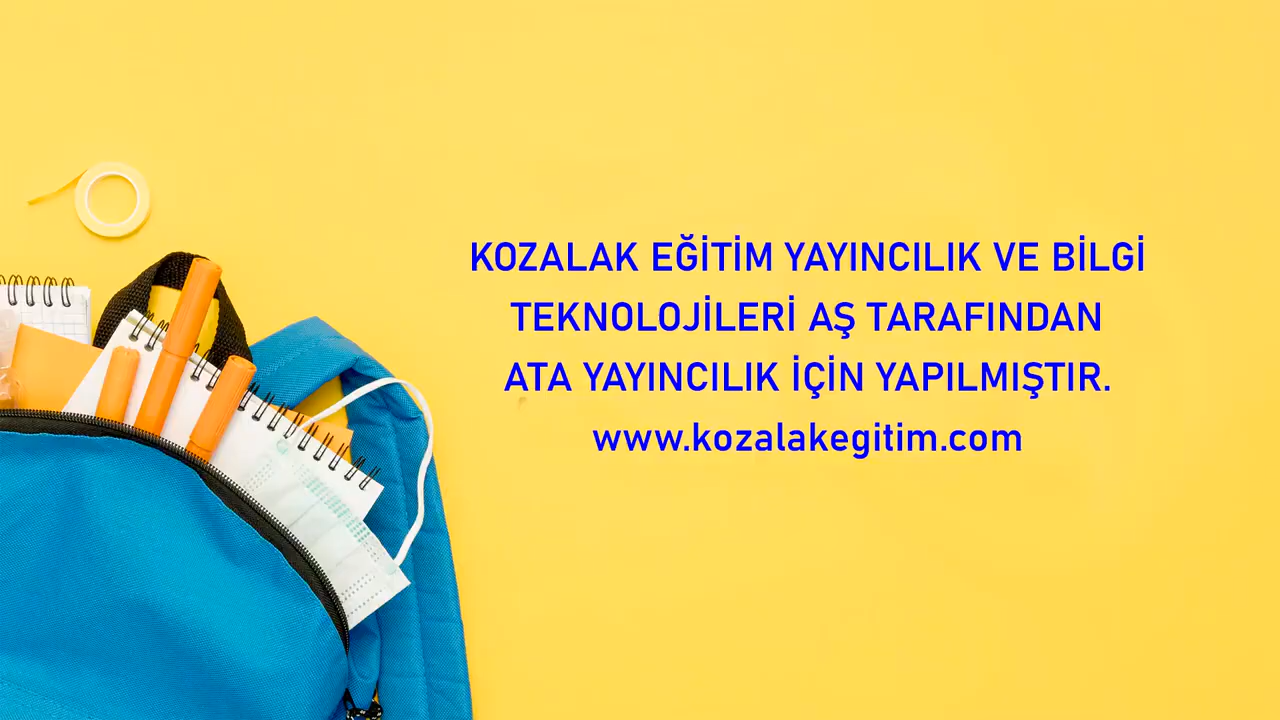 KOZALAK EĞİTİM YAYINCILIK VE BİLGİ
TEKNOLOJİLERİ AŞ TARAFINDAN
ATA YAYINCILIK İÇİN YAPILMIŞTIR.
www.kozalakegitim.com